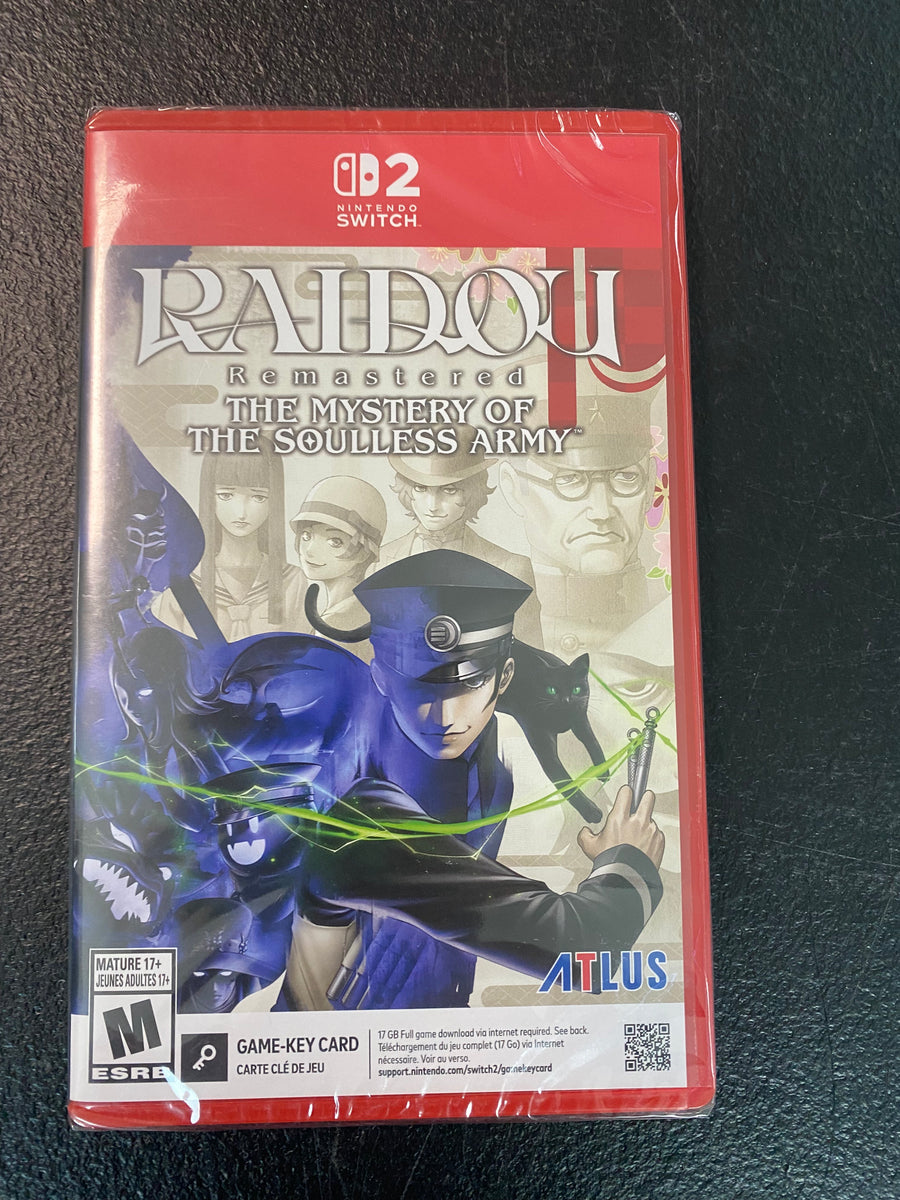 2
NINTENDO
SWITCH™
RAIDOU
Remastered
THE MYSTERY OF
THE SOULLESS ARMY™
ATLUS
MATURE 17+
JEUNES ADULTES 17+
M
ESRB
GAME-KEY CARD
CARTE CLÉ DE JEU
17 GB Full game download via internet required. See back.
Téléchargement du jeu complet (17 Go) via Internet
nécessaire. Voir au verso.
support.nintendo.com/switch2/gamekeycard